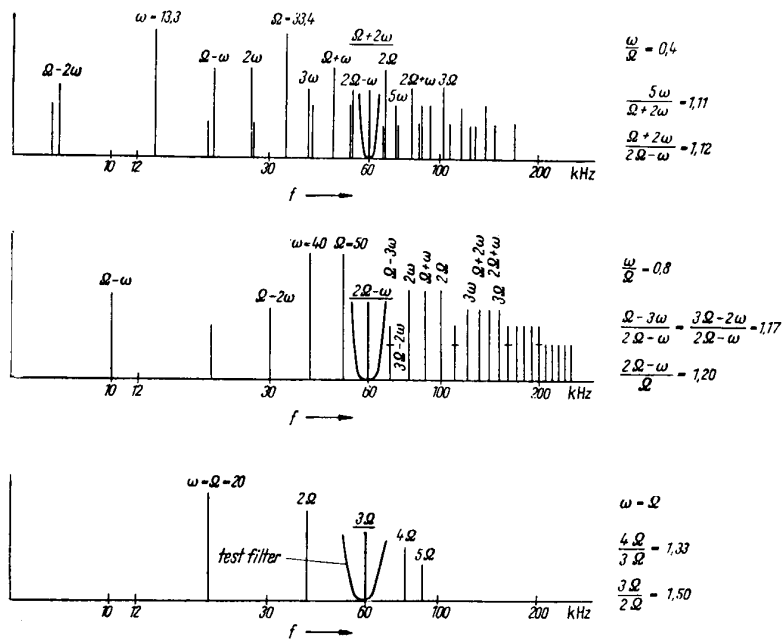 ω = 13,3
Ω=33,4
Ω+2ω
Ω−2ω
Ω−ω
2ω
Ω+ω
2Ω
3ω
2Ω−ω
5ω
2Ω+ω
3Ω
10 12 30 60 100 200 kHz
f
ω/Ω = 0,4
5ω/Ω+2ω = 1,11
Ω+2ω/2Ω−ω = 1,12
ω=40 Ω=50
Ω−ω
Ω−2ω
2Ω−ω
Ω−3ω
3Ω−2ω
2ω
Ω+ω
2Ω
3ω
Ω+2ω
2Ω+ω
3Ω
10 12 30 60 100 200 kHz
f
ω/Ω = 0,8
Ω−3ω/2Ω−ω = 3Ω−2ω/2Ω−ω = 1,17
2Ω−ω/Ω = 1,20
ω = Ω = 20
2Ω
3Ω
4Ω
5Ω
test filter
10 12 30 60 100 200 kHz
f
ω = Ω
4Ω/3Ω = 1,33
3Ω/2Ω = 1,50